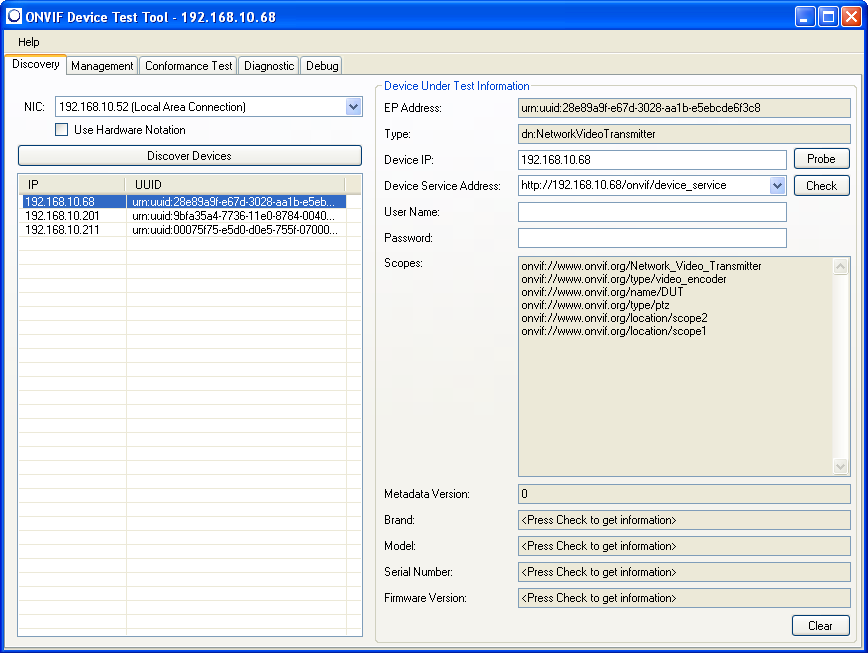 ONVIF Device Test Tool - 192.168.10.68
Help
Discovery Management Conformance Test Diagnostic Debug
NIC: 192.168.10.52 (Local Area Connection)
Use Hardware Notation
Discover Devices
IP UUID
192.168.10.68 urn:uuid:28e89a9f-e67d-3028-aa1b-e5eb...
192.168.10.201 urn:uuid:9bfa35a4-7736-11e0-8784-0040...
192.168.10.211 urn:uuid:00075f75-e5d0-d0e5-755f-07000...
Device Under Test Information
EP Address: urn:uuid:28e89a9f-e67d-3028-aa1b-e5ebcde6f3c8
Type: dn:NetworkVideoTransmitter
Device IP: 192.168.10.68 Probe
Device Service Address: http://192.168.10.68/onvif/device_service Check
User Name:
Password:
Scopes: onvif://www.onvif.org/Network_Video_Transmitter
onvif://www.onvif.org/type/video_encoder
onvif://www.onvif.org/name/DUT
onvif://www.onvif.org/type/ptz
onvif://www.onvif.org/location/scope2
onvif://www.onvif.org/location/scope1
Metadata Version: 0
Brand: <Press Check to get information>
Model: <Press Check to get information>
Serial Number: <Press Check to get information>
Firmware Version: <Press Check to get information>
Clear